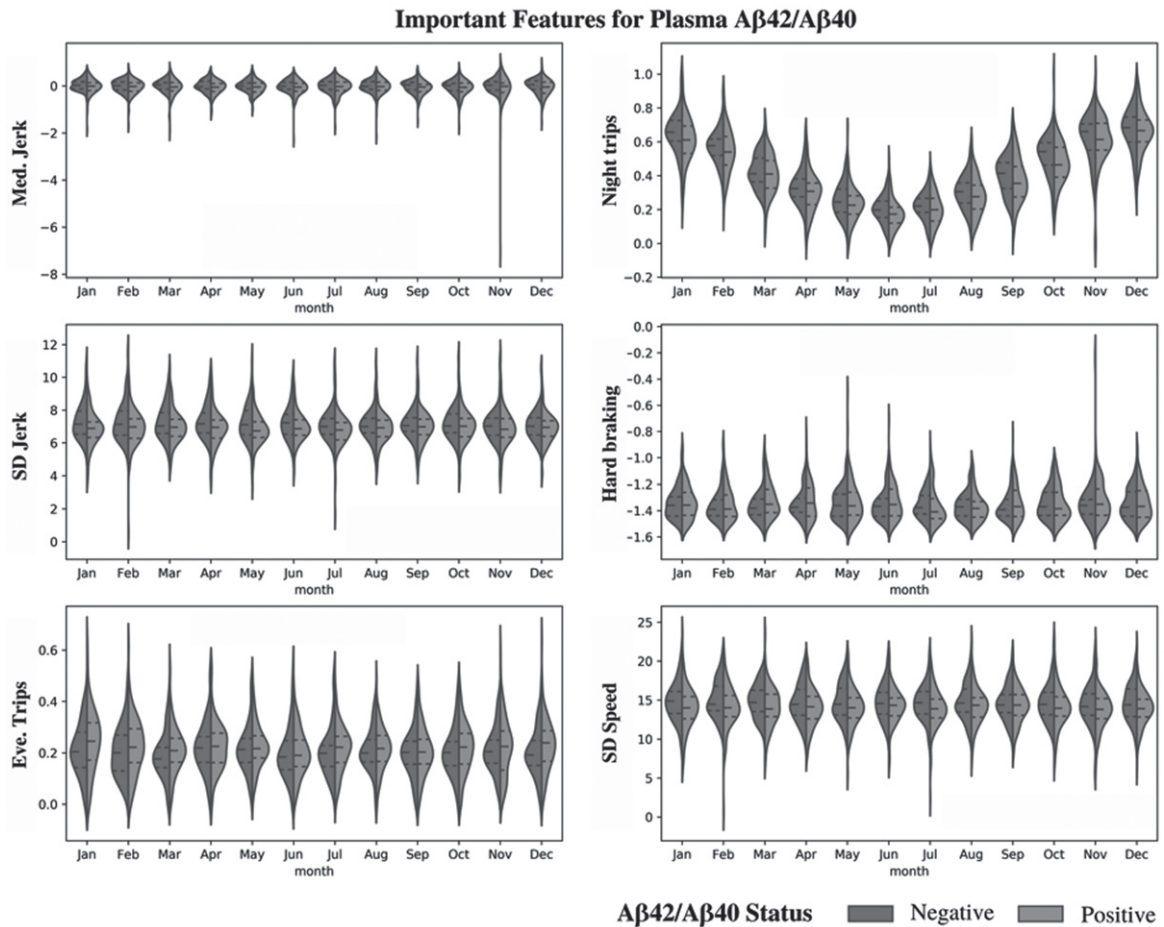 Important Features for Plasma Aβ42/Aβ40
Med. Jerk
0
−2
−4
−6
−8
Jan Feb Mar Apr May Jun Jul Aug Sep Oct Nov Dec
month
Night trips
1.0
0.8
0.6
0.4
0.2
0.0
−0.2
Jan Feb Mar Apr May Jun Jul Aug Sep Oct Nov Dec
month
SD Jerk
12
10
8
6
4
2
0
Jan Feb Mar Apr May Jun Jul Aug Sep Oct Nov Dec
month
Hard braking
0.0
−0.2
−0.4
−0.6
−0.8
−1.0
−1.2
−1.4
−1.6
Jan Feb Mar Apr May Jun Jul Aug Sep Oct Nov Dec
month
Eve. Trips
0.6
0.4
0.2
0.0
Jan Feb Mar Apr May Jun Jul Aug Sep Oct Nov Dec
month
SD Speed
25
20
15
10
5
0
Jan Feb Mar Apr May Jun Jul Aug Sep Oct Nov Dec
month
Aβ42/Aβ40 Status Negative Positive